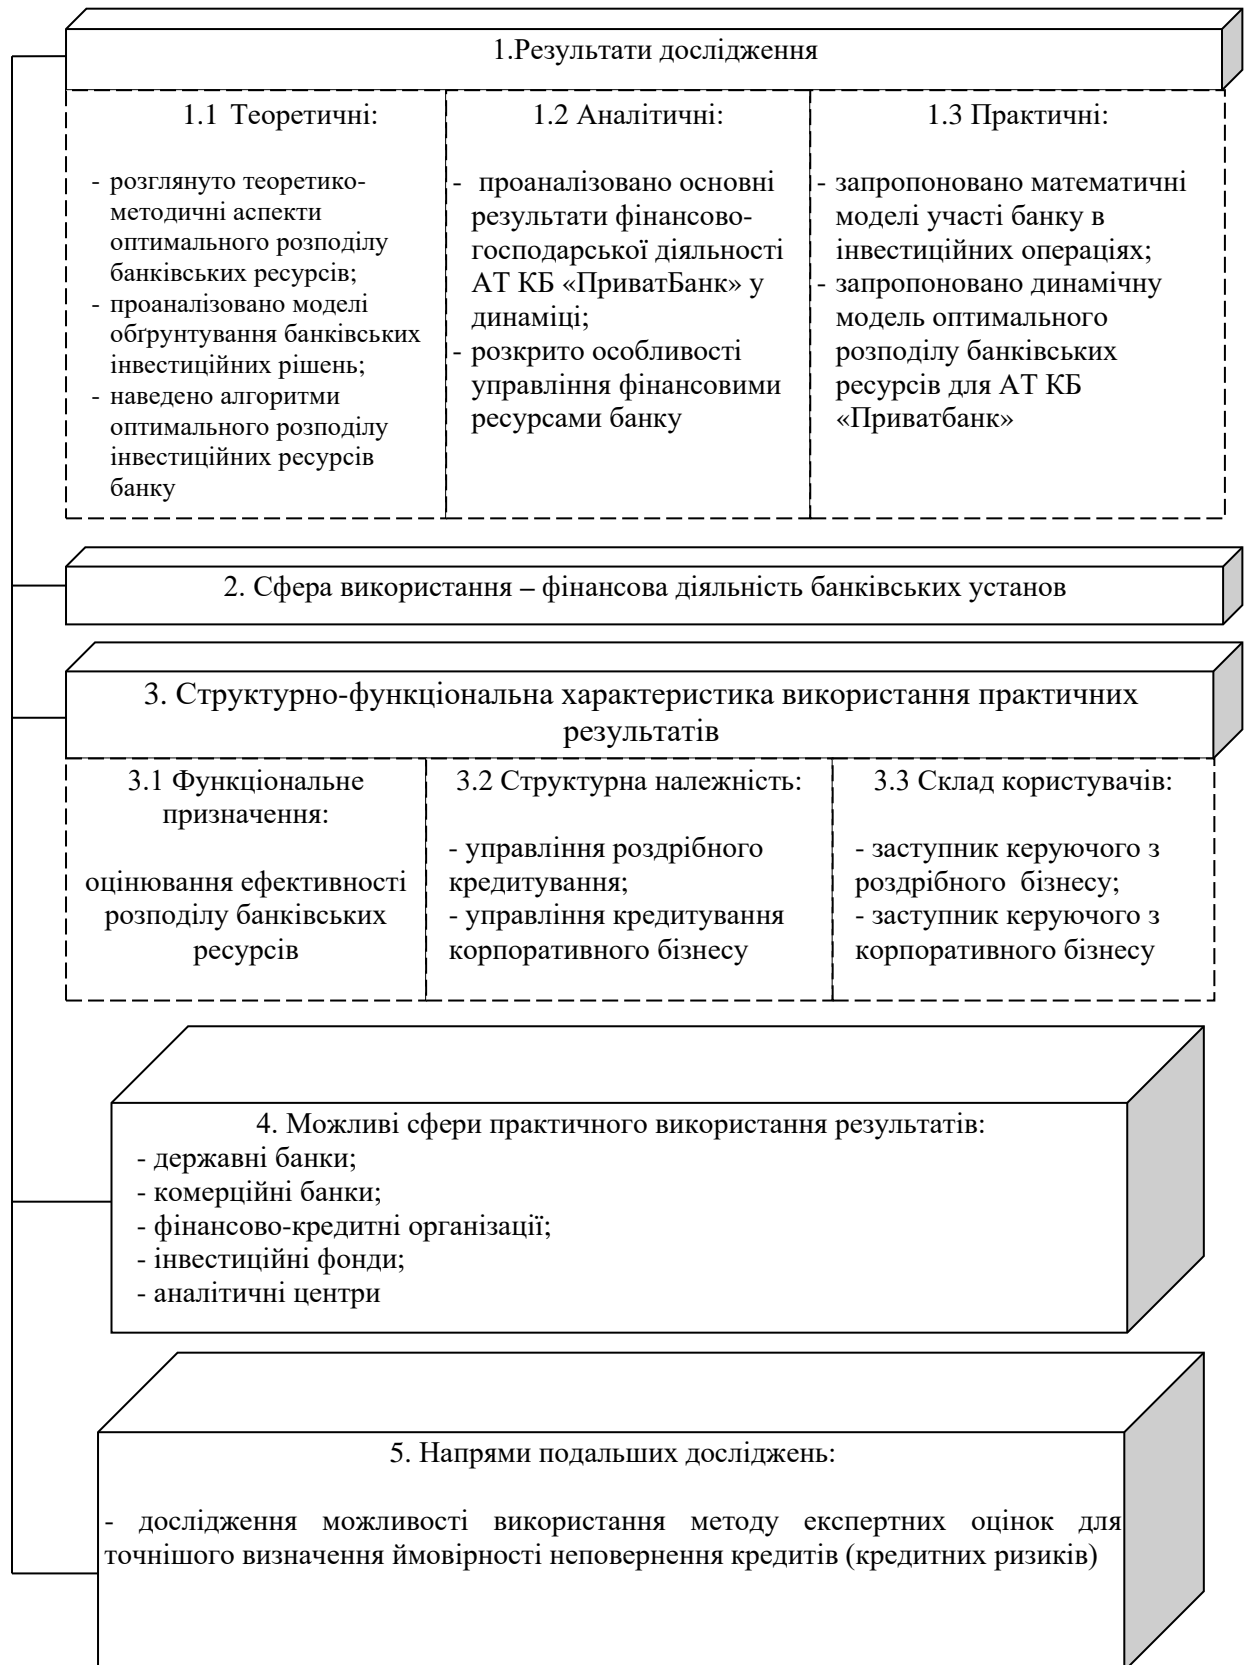 1.Результати дослідження
1.1 Теоретичні:
- розглянуто теоретико-
методичні аспекти
оптимального розподілу
банківських ресурсів;
- проаналізовано моделі
обґрунтування банківських
інвестиційних рішень;
- наведено алгоритми
оптимального розподілу
інвестиційних ресурсів
банку
1.2 Аналітичні:
- проаналізовано основні
результати фінансово-
господарської діяльності
АТ КБ «ПриватБанк» у
динаміці;
- розкрито особливості
управління фінансовими
ресурсами банку
1.3 Практичні:
- запропоновано математичні
моделі участі банку в
інвестиційних операціях;
- запропоновано динамічну
модель оптимального
розподілу банківських
ресурсів для АТ КБ
«Приватбанк»
2. Сфера використання – фінансова діяльність банківських установ
3. Структурно-функціональна характеристика використання практичних
результатів
3.1 Функціональне
призначення:
оцінювання ефективності
розподілу банківських
ресурсів
3.2 Структурна належність:
- управління роздрібного
кредитування;
- управління кредитування
корпоративного бізнесу
3.3 Склад користувачів:
- заступник керуючого з
роздрібного бізнесу;
- заступник керуючого з
корпоративного бізнесу
4. Можливі сфери практичного використання результатів:
- державні банки;
- комерційні банки;
- фінансово-кредитні організації;
- інвестиційні фонди;
- аналітичні центри
5. Напрями подальших досліджень:
- дослідження можливості використання методу експертних оцінок для
точнішого визначення ймовірності неповернення кредитів (кредитних ризиків)